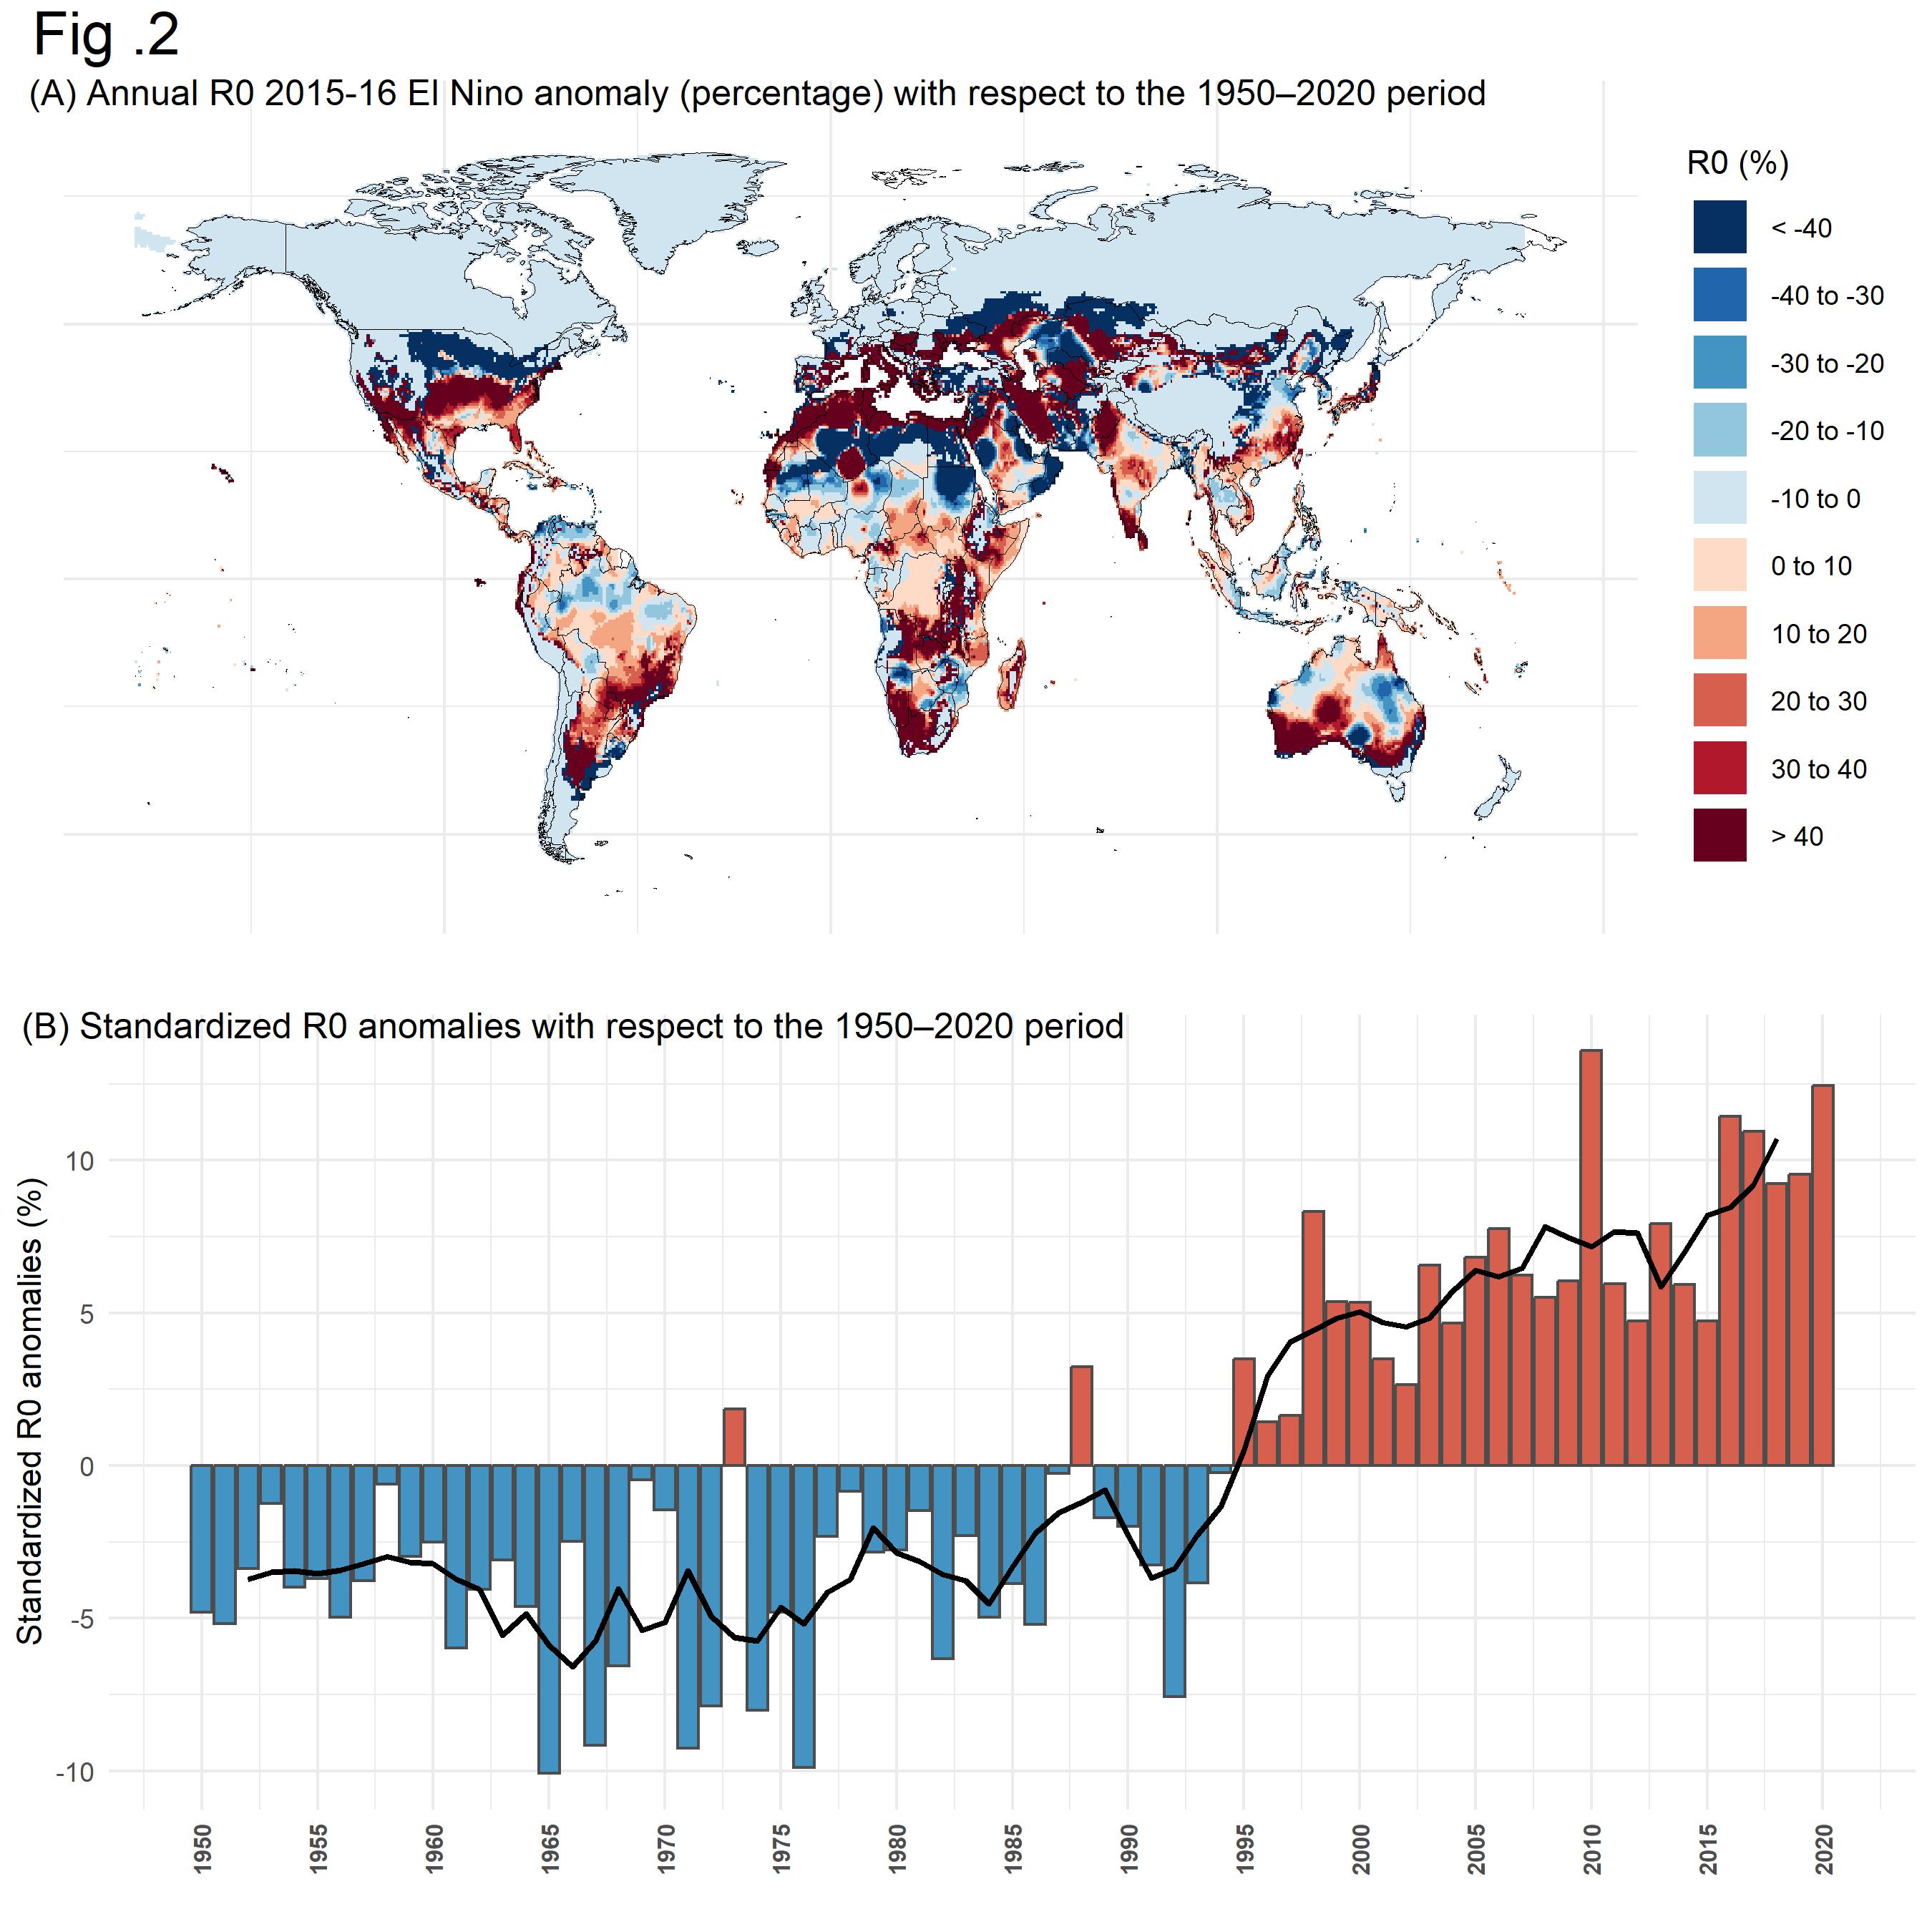 Fig .2
(A) Annual R0 2015-16 El Nino anomaly (percentage) with respect to the 1950–2020 period
R0 (%)
< -40
-40 to -30
-30 to -20
-20 to -10
-10 to 0
0 to 10
10 to 20
20 to 30
30 to 40
> 40
(B) Standardized R0 anomalies with respect to the 1950–2020 period
Standardized R0 anomalies (%)
10
5
0
-5
-10
1950
1955
1960
1965
1970
1975
1980
1985
1990
1995
2000
2005
2010
2015
2020